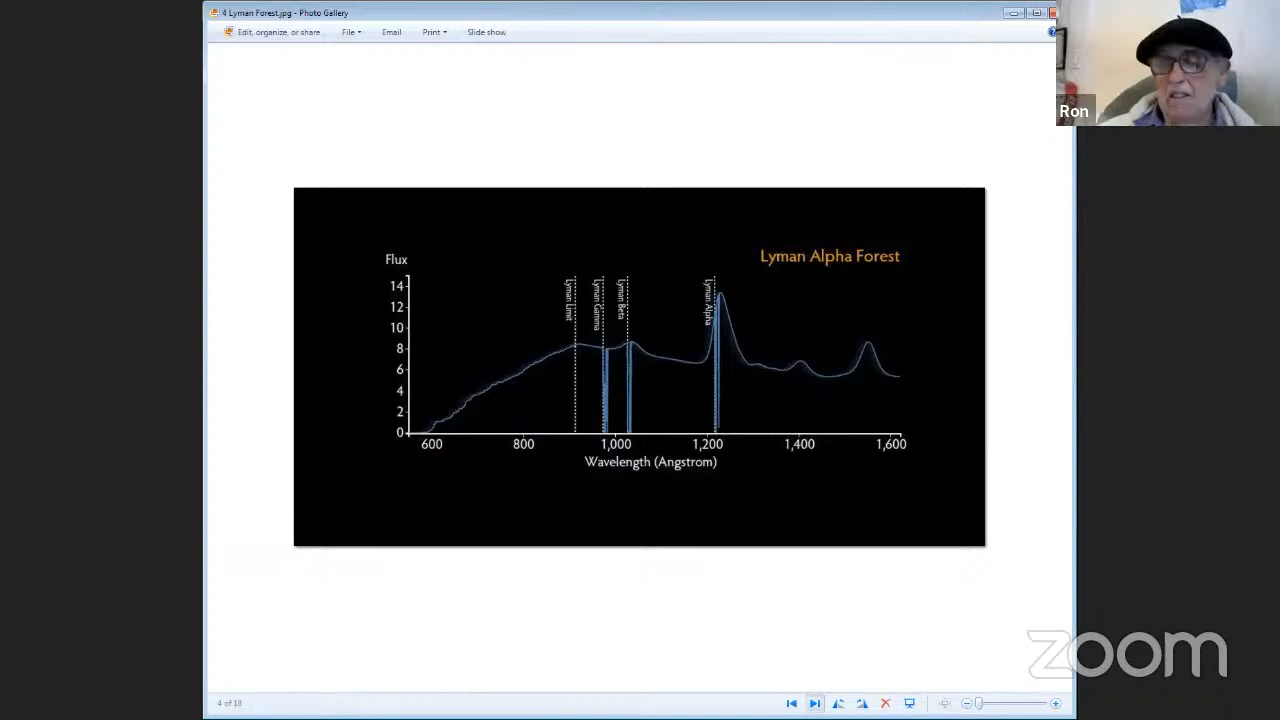 4 Lyman Forest.jpg - Photo Gallery
Edit, organize, or share File Email Print Slide show
Ron
Lyman Alpha Forest
Flux
14
12
10
8
6
4
2
0
Lyman Limit
Lyman Gamma
Lyman Beta
Lyman Alpha
600 800 1,000 1,200 1,400 1,600
Wavelength (Angstrom)
zoom
4 of 18